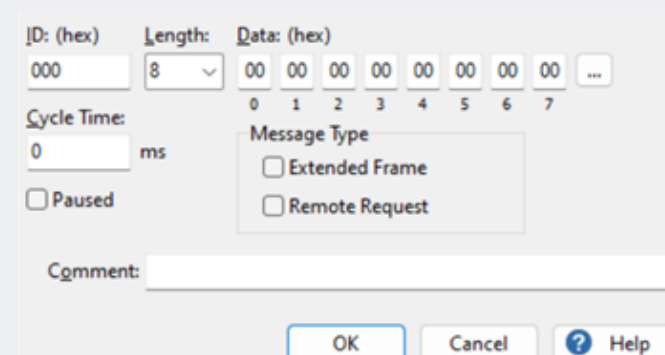 ID: (hex) Length: Data: (hex)
000 8 00 00 00 00 00 00 00 00 ...
0 1 2 3 4 5 6 7
Cycle Time:
0 ms
Message Type
Extended Frame
Paused
Remote Request
Comment:
OK Cancel ? Help